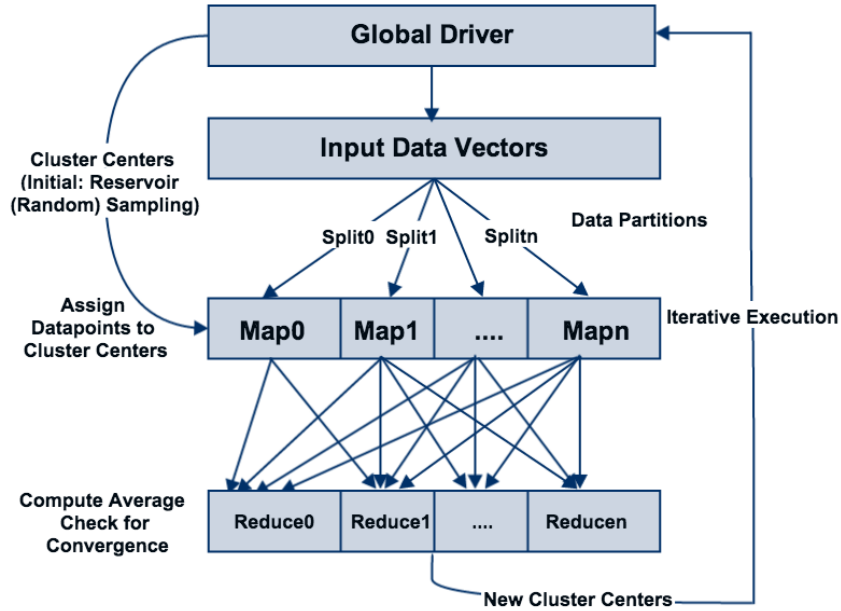 Global Driver
Input Data Vectors
Cluster Centers
(Initial: Reservoir
(Random) Sampling)
Data Partitions
Split0 Split1 Splitn
Assign
Datapoints to
Cluster Centers
Map0 Map1 .... Mapn
Iterative Execution
Compute Average
Check for
Convergence
Reduce0 Reduce1 .... Reducen
New Cluster Centers